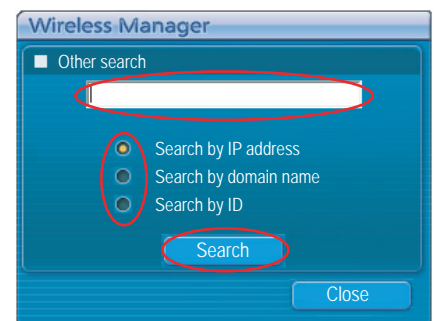 Wireless Manager
Other search
Search by IP address
Search by domain name
Search by ID
Search
Close